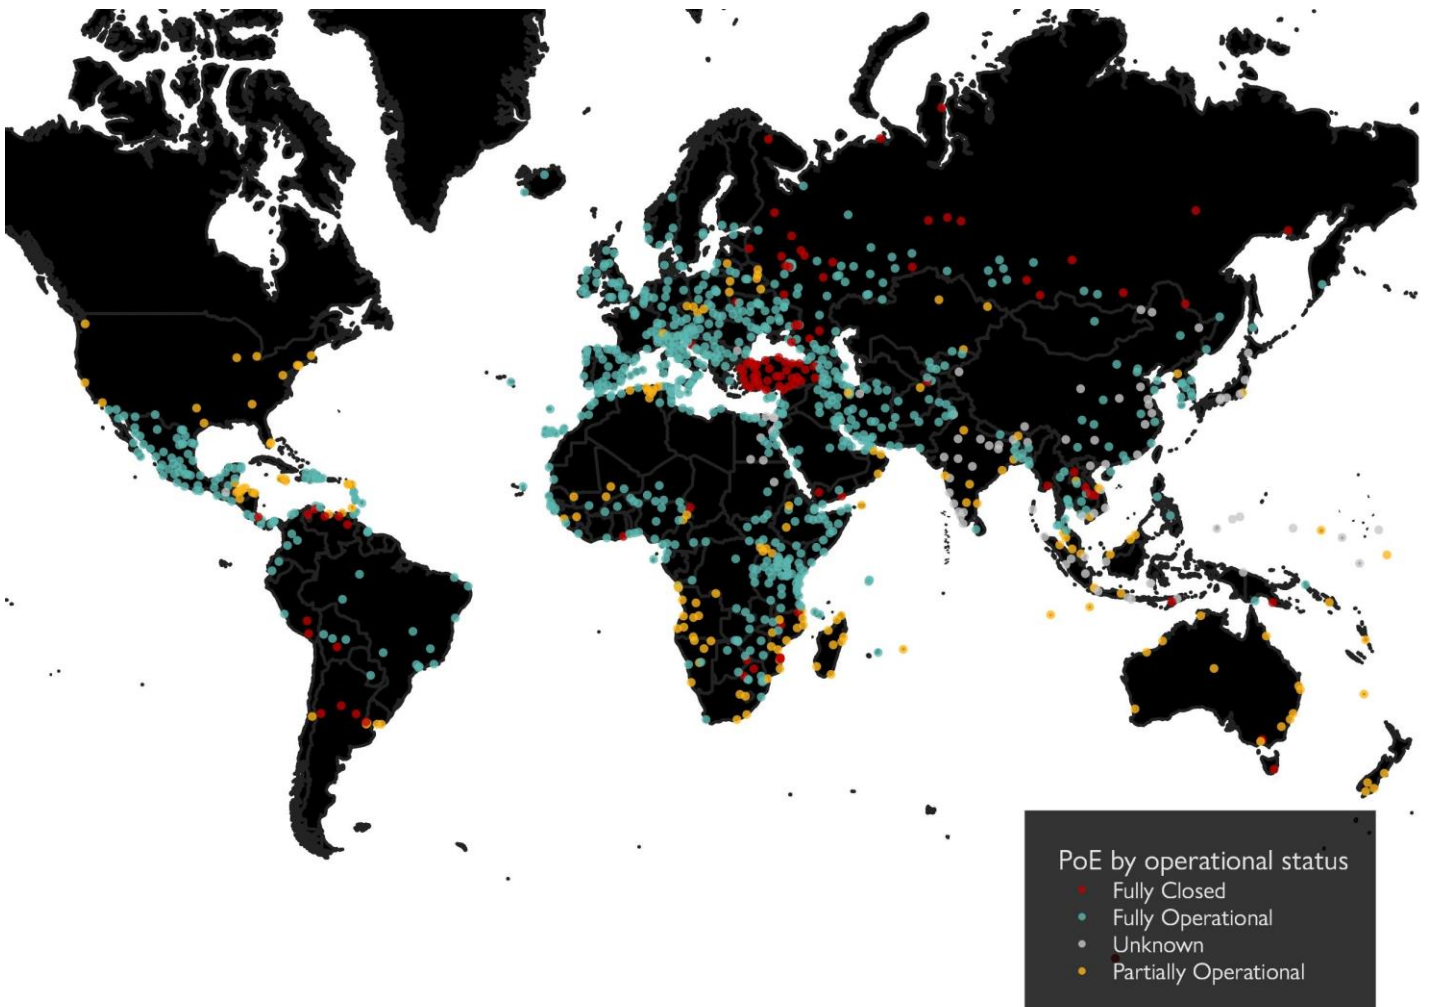 PoE by operational status
Fully Closed
Fully Operational
Unknown
Partially Operational